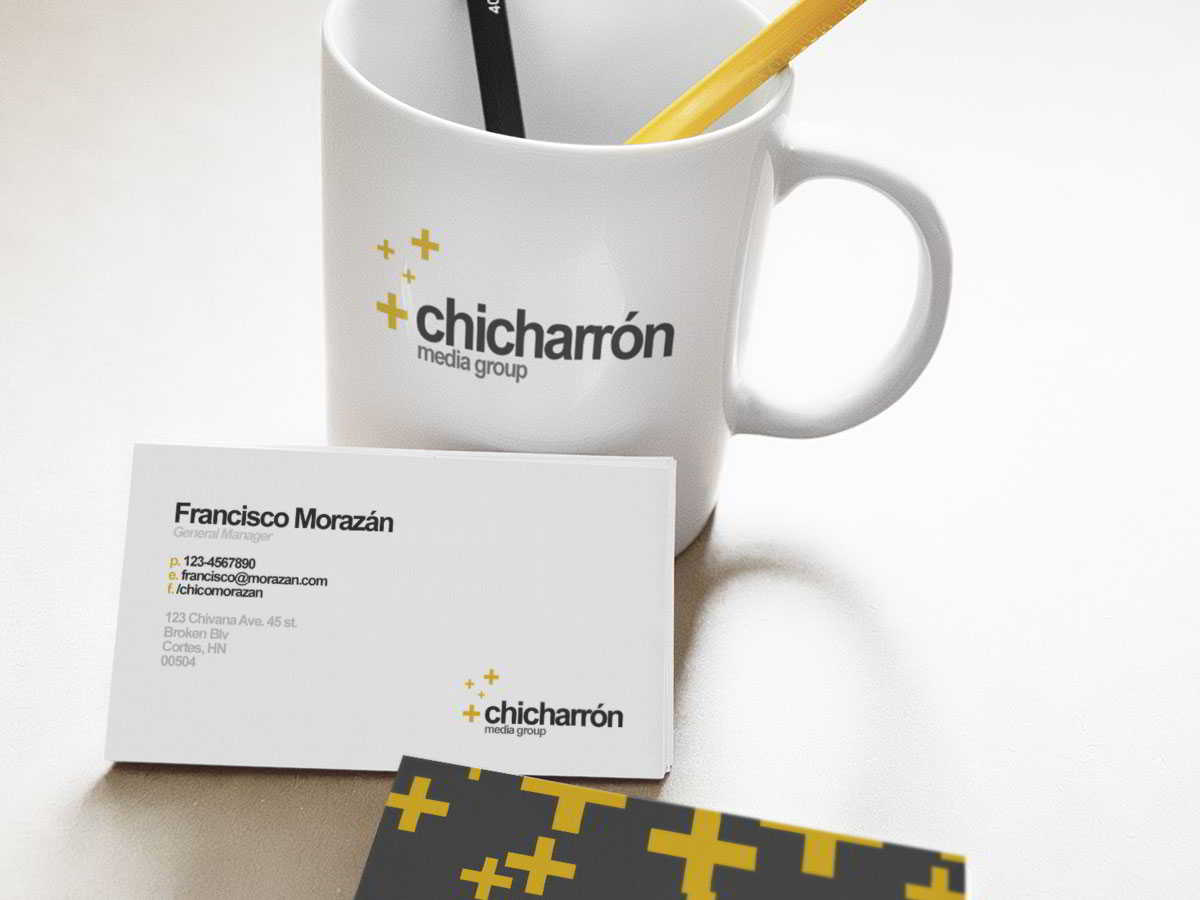 40
chicharrón
media group
Francisco Morazán
General Manager
p. 123-4567890
e. francisco@morazan.com
f. /chicomorazan
123 Chivana Ave. 45 st.
Broken Blv
Cortes, HN
00504
chicharrón
media group